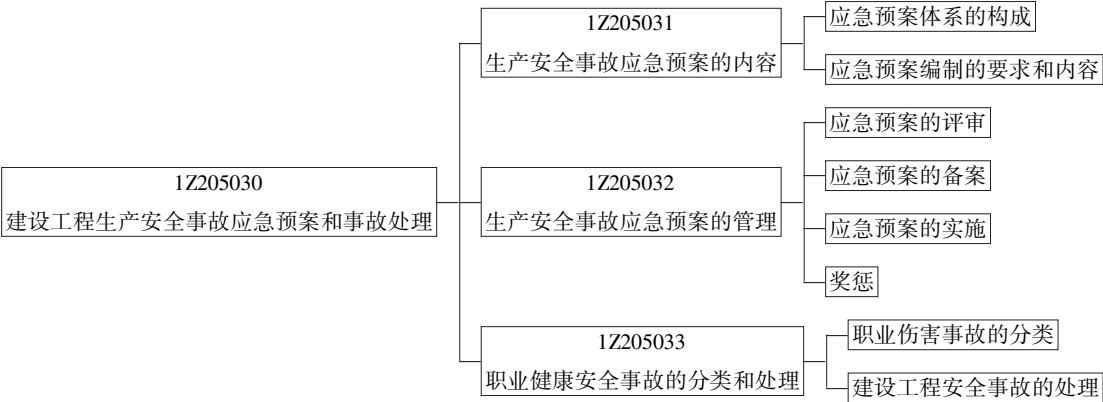 1Z205030
建设工程生产安全事故应急预案和事故处理
1Z205031
生产安全事故应急预案的内容
应急预案体系的构成
应急预案编制的要求和内容
1Z205032
生产安全事故应急预案的管理
应急预案的评审
应急预案的备案
应急预案的实施
奖惩
1Z205033
职业健康安全事故的分类和处理
职业伤害事故的分类
建设工程安全事故的处理